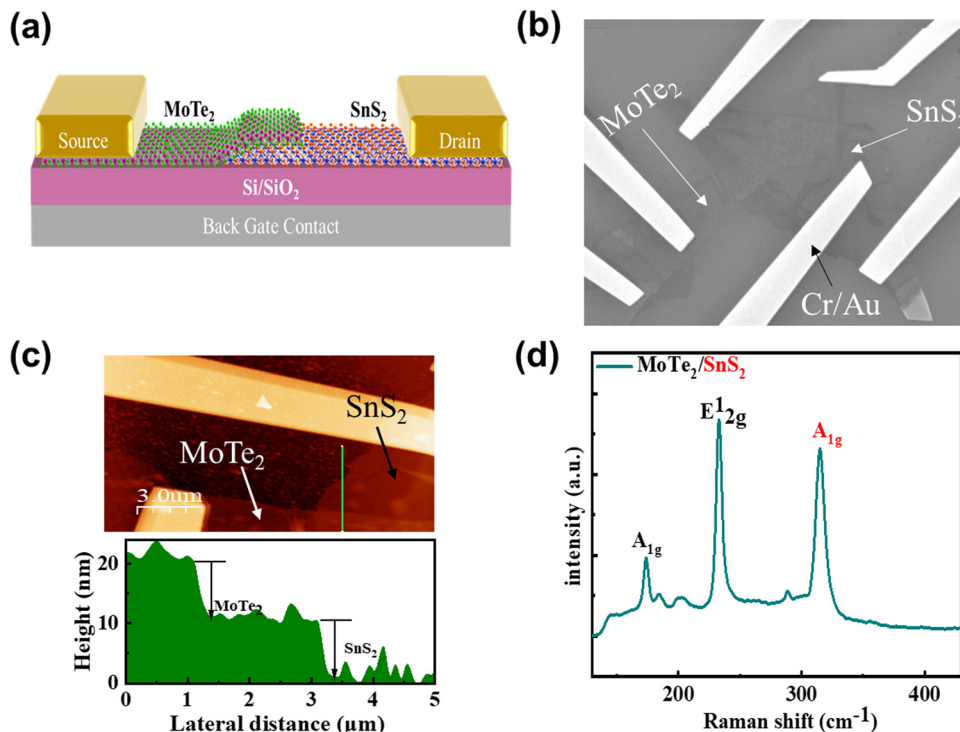 (a)
MoTe2
SnS2
Source
Drain
Si/SiO2
Back Gate Contact
(b)
MoTe2
SnS2
Cr/Au
(c)
SnS2
MoTe2
3.0um
Height (nm)
20
10
0
MoTe2
SnS2
0 1 2 3 4 5
Lateral distance (μm)
(d)
MoTe2/SnS2
E12g
A1g
A1g
intensity (a.u.)
200 300 400
Raman shift (cm-1)